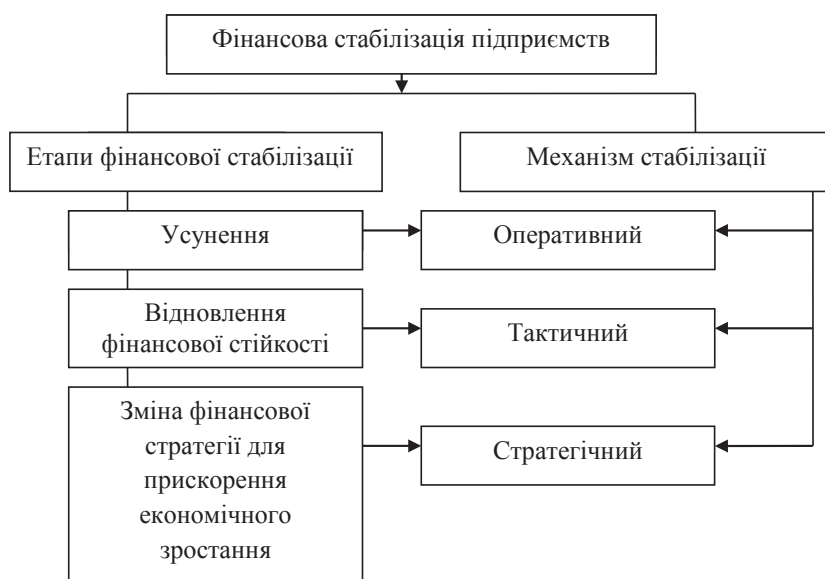 Фінансова стабілізація підприємств
Етапи фінансової стабілізації
Механізм стабілізації
Усунення
Оперативний
Відновлення
фінансової стійкості
Тактичний
Зміна фінансової
стратегії для
прискорення
економічного
зростання
Стратегічний